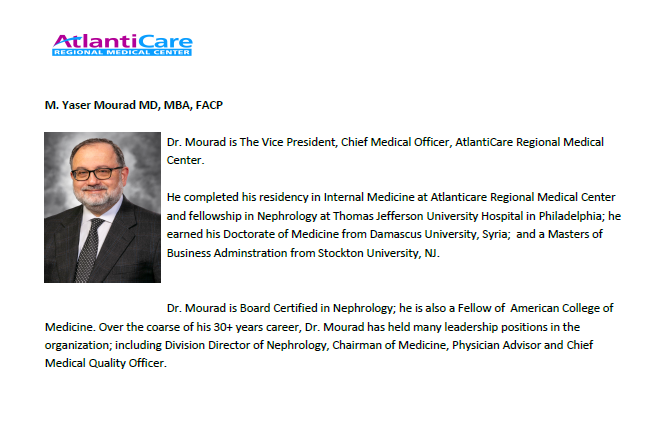 AtlantiCare
REGIONAL MEDICAL CENTER
M. Yaser Mourad MD, MBA, FACP
Dr. Mourad is The Vice President, Chief Medical Officer, AtlantiCare Regional Medical
Center.
He completed his residency in Internal Medicine at Atlanticare Regional Medical Center
and fellowship in Nephrology at Thomas Jefferson University Hospital in Philadelphia; he
earned his Doctorate of Medicine from Damascus University, Syria; and a Masters of
Business Adminstration from Stockton University, NJ.
Dr. Mourad is Board Certified in Nephrology; he is also a Fellow of American College of
Medicine. Over the coarse of his 30+ years career, Dr. Mourad has held many leadership positions in the
organization; including Division Director of Nephrology, Chairman of Medicine, Physician Advisor and Chief
Medical Quality Officer.